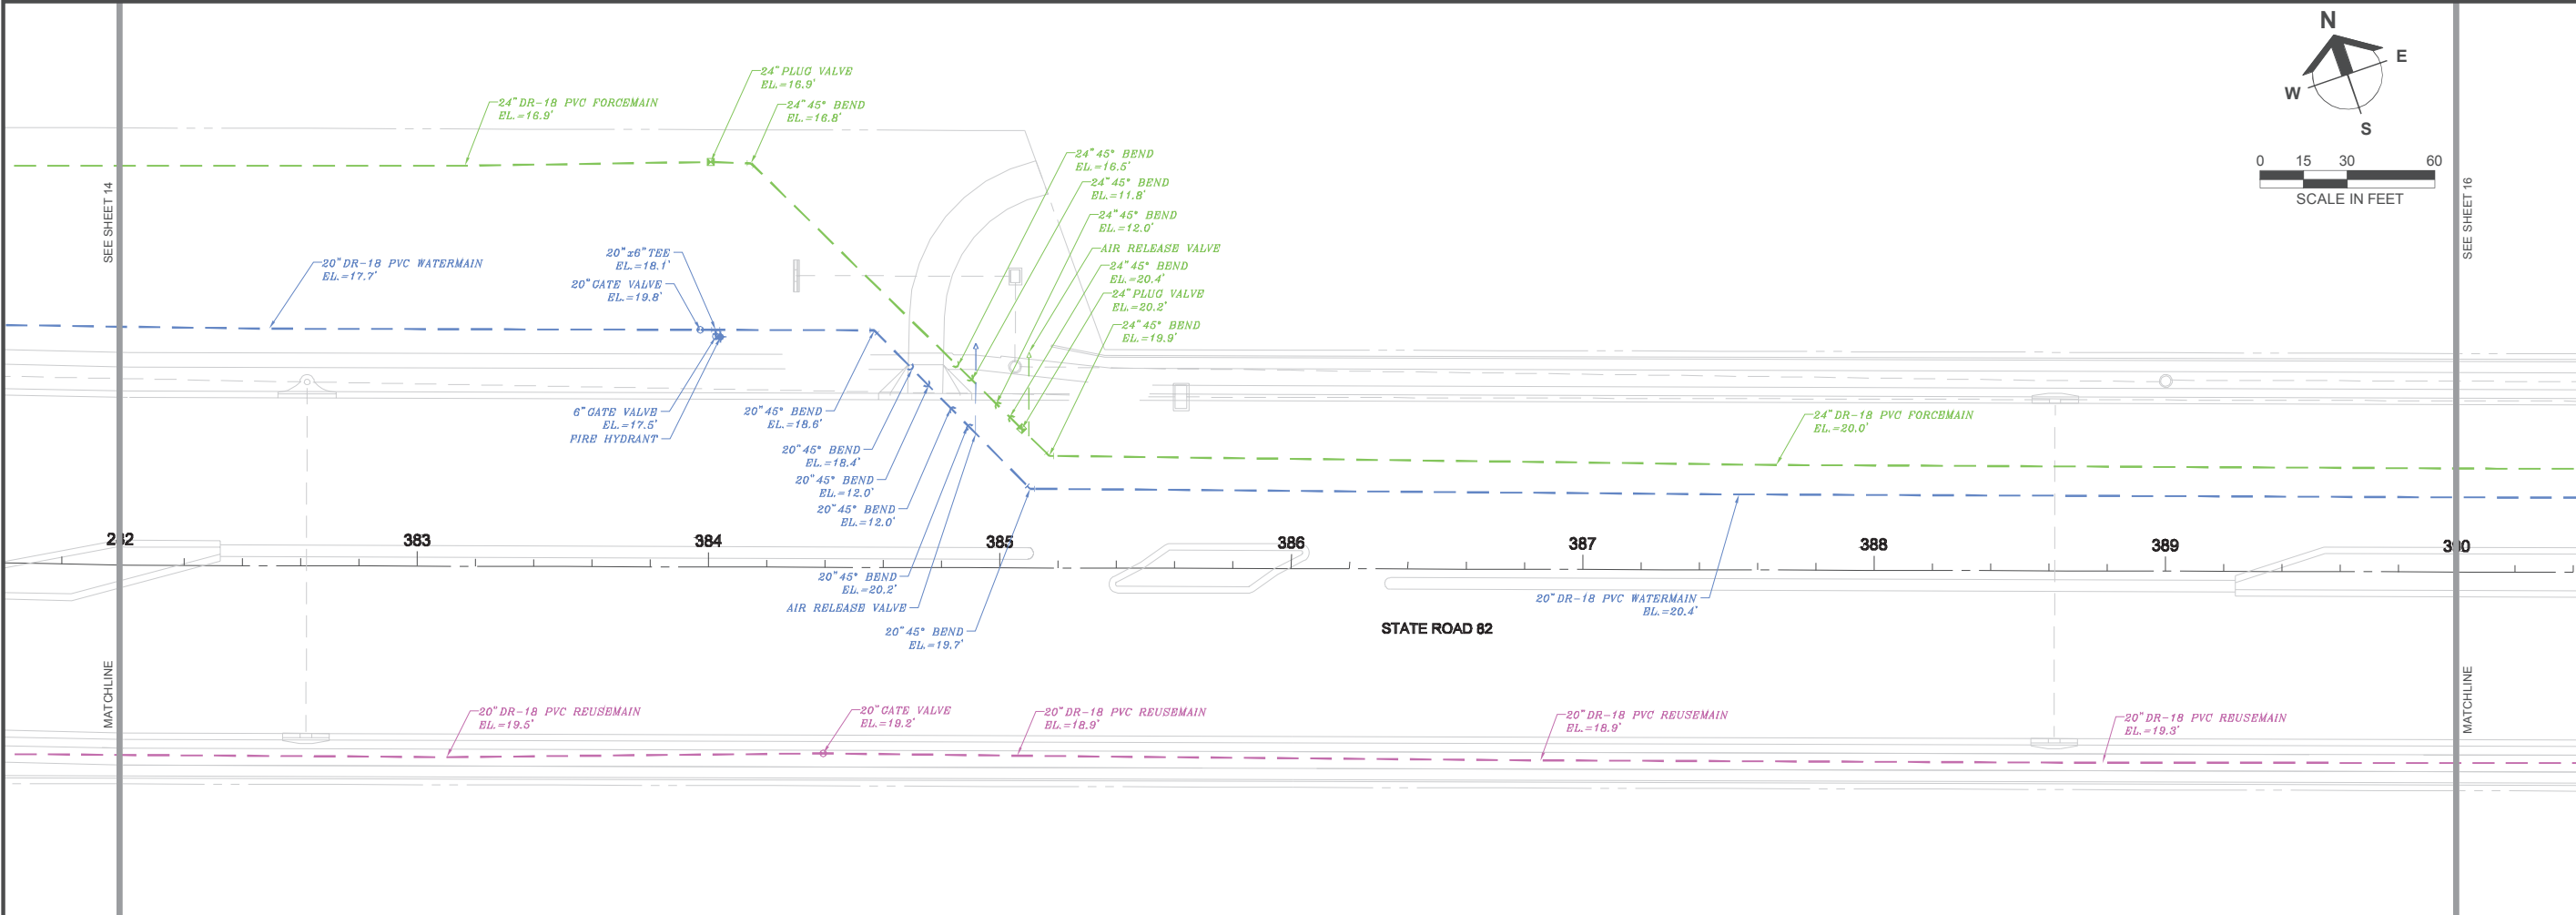 N
E
W
S
0 15 30 60
SCALE IN FEET
24" PLUG VALVE
EL.=16.9'
24" DR-18 PVC FORCEMAIN
EL.=16.9'
24" 45° BEND
EL.=16.8'
24" 45° BEND
EL.=16.5'
24" 45° BEND
EL.=11.8'
24" 45° BEND
EL.=12.0'
AIR RELEASE VALVE
24" 45° BEND
EL.=20.4'
24" PLUG VALVE
EL.=20.2'
24" 45° BEND
EL.=19.9'
SEE SHEET 14
SEE SHEET 16
20" DR-18 PVC WATERMAIN
EL.=17.7'
20"x6" TEE
EL.=18.1'
20" GATE VALVE
EL.=19.8'
6" GATE VALVE
EL.=17.5'
FIRE HYDRANT
20" 45° BEND
EL.=18.6'
20" 45° BEND
EL.=18.4'
20" 45° BEND
EL.=12.0'
20" 45° BEND
EL.=12.0'
24" DR-18 PVC FORCEMAIN
EL.=20.0'
383 384 385 386 387 388 389 390
20" 45° BEND
EL.=20.2'
AIR RELEASE VALVE
20" 45° BEND
EL.=19.7'
20" DR-18 PVC WATERMAIN
EL.=20.4'
STATE ROAD 82
MATCHLINE
MATCHLINE
20" DR-18 PVC REUSEMAIN
EL.=19.5'
20" GATE VALVE
EL.=19.2'
20" DR-18 PVC REUSEMAIN
EL.=18.9'
20" DR-18 PVC REUSEMAIN
EL.=18.9'
20" DR-18 PVC REUSEMAIN
EL.=19.3'